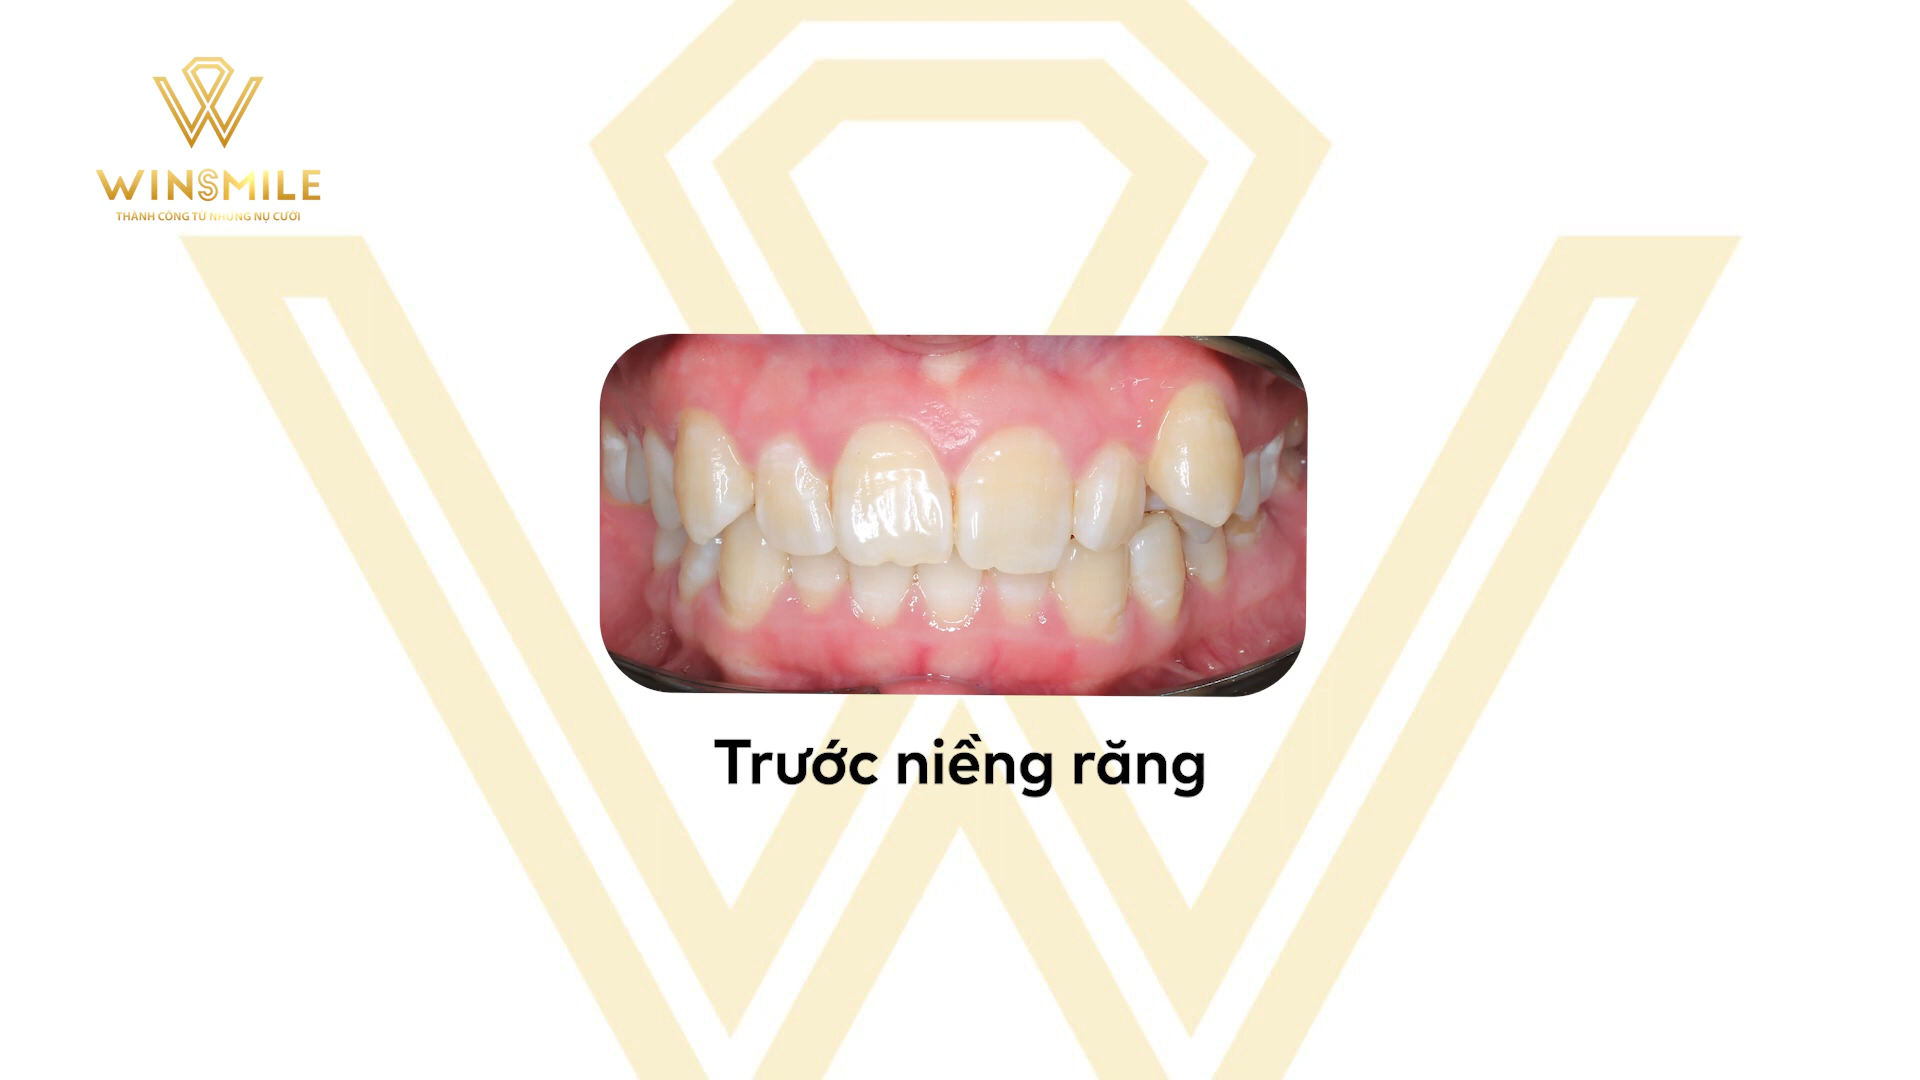 WINSMILE
THÀNH CÔNG TỪ NHỮNG NỤ CƯỜI
Trước niềng răng